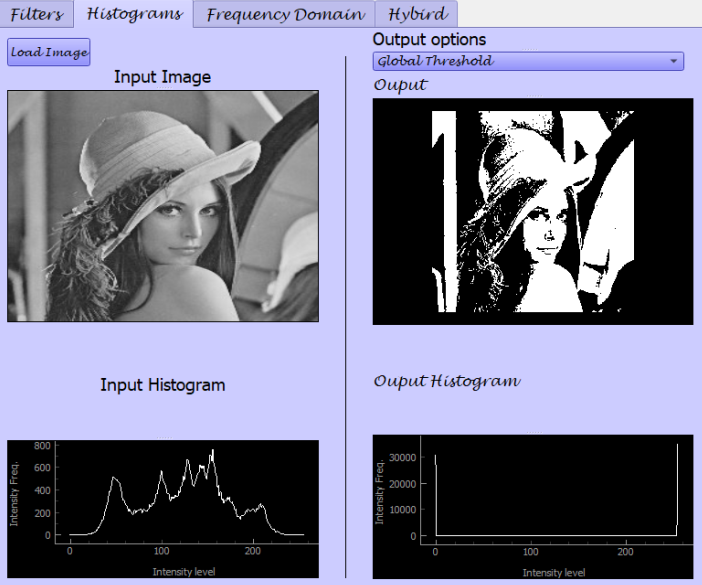 Filters Histograms Frequency Domain Hybird
Load Image
Input Image
Output options
Global Threshold
Ouput
Input Histogram
Ouput Histogram
800
600
400
200
0
Intensity Freq.
0 200
Intensity level
30000
20000
10000
0
Intensity Freq.
0 200
Intensity level